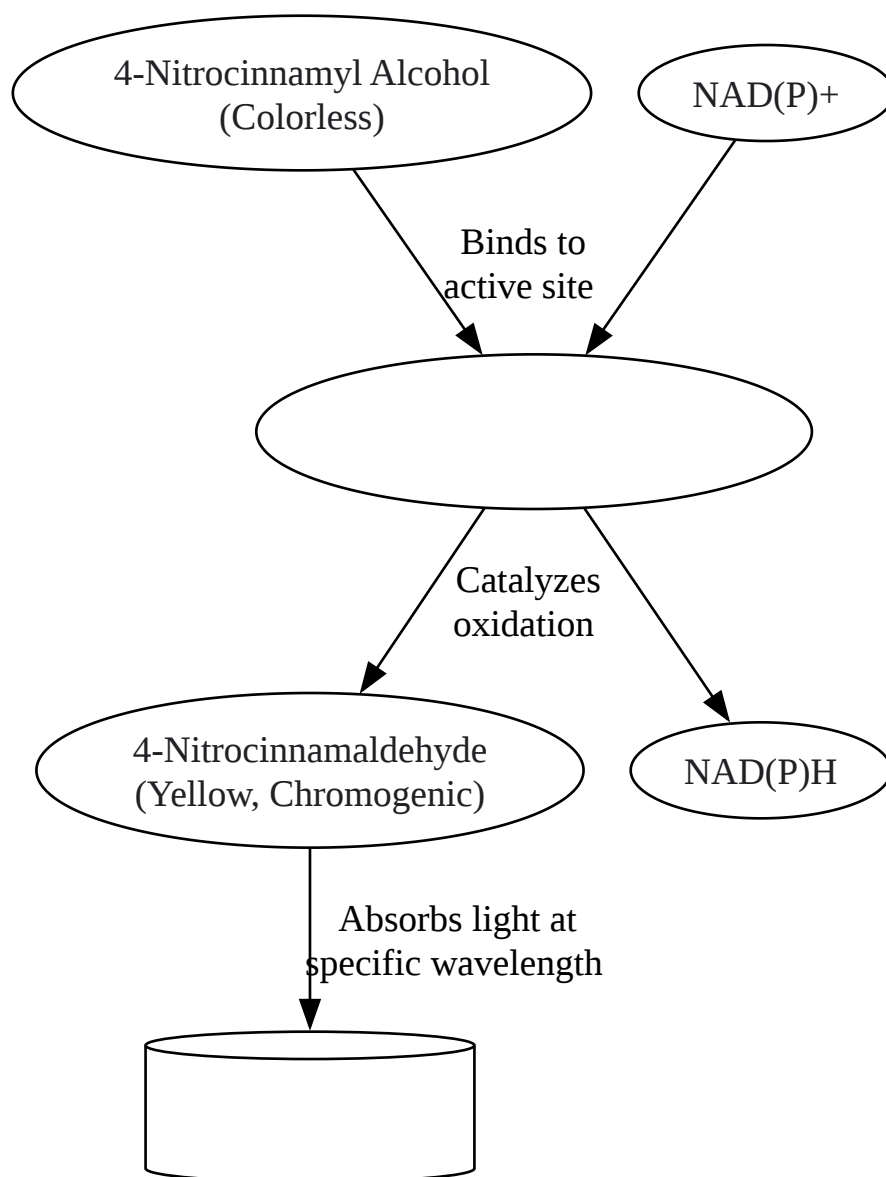 4-Nitrocinnamyl Alcohol
(Colorless)
NAD(P)+
Binds to
active site
Catalyzes
oxidation
4-Nitrocinnamaldehyde
(Yellow, Chromogenic)
NAD(P)H
Absorbs light at
specific wavelength